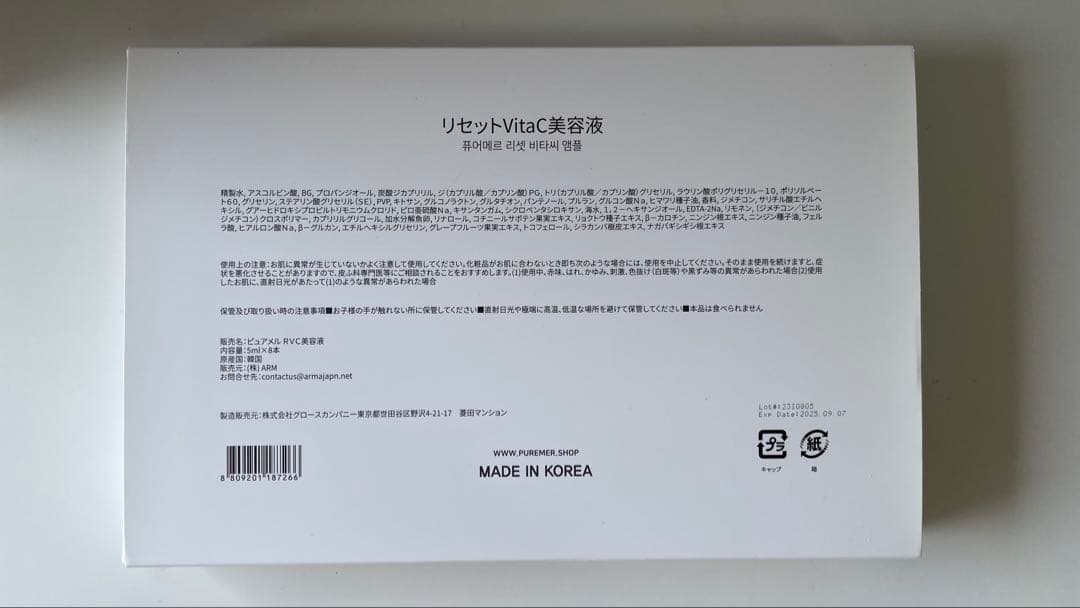 リセットVitaC美容液
퓨어메르 리셋 비타씨 앰플
精製水, アスコルビン酸, BG, プロパンジオール, 炭酸ジカプリリル, ジ(カプリル酸／カプリン酸)PG, トリ(カプリル酸／カプリン酸)グリセリル, ラウリン酸ポリグリセリル－10, ポリソルベー
ト60, グリセリン, ステアリン酸グリセリル(SE), PVP, キトサン, グルコノラクトン, グルタチオン, パンテノール, プルラン, グルコン酸Na, ヒマワリ種子油, 香料, ジメチコン, サリチル酸エチルヘ
キシル, グアーヒドロキシプロピルトリモニウムクロリド, ピロ亜硫酸Na, キサンタンガム, シクロペンタシロキサン, 海水, 1, 2－ヘキサンジオール, EDTA-2Na, リモネン, (ジメチコン／ビニル
ジメチコン)クロスポリマー, カプリリルグリコール, 加水分解魚卵, リナロール, コチニールサボテン果実エキス, リョクトウ種子エキス, β－カロチン, ニンジン根エキス, ニンジン種子油, フェル
ラ酸, ヒアルロン酸Na, β－グルカン, エチルヘキシルグリセリン, グレープフルーツ果実エキス, トコフェロール, シラカンバ樹皮エキス, ナガバギシギシ根エキス
使用上の注意：お肌に異常が生じていないかよく注意して使用してください。化粧品がお肌に合わないとき即ち次のような場合には、使用を中止してください。そのまま使用を続けますと、症
状を悪化させることがありますので、皮ふ科専門医等にご相談されることをおすすめします。(1)使用中、赤味、はれ、かゆみ、刺激、色抜け(白斑等)や黒ずみ等の異常があらわれた場合(2)使用
したお肌に、直射日光があたって(1)のような異常があらわれた場合
保管及び取り扱い時の注意事項■お子様の手が触れない所に保管してください■直射日光や極端に高温、低温な場所を避けて保管してください■本品は食べられません
販売名：ピュアメル RVC美容液
内容量：5ml×8本
原産国：韓国
販売元：(株) ARM
お問合せ先：contactus@armajapn.net
製造販売元：株式会社グロースカンパニー東京都世田谷区野沢4-21-17　菱田マンション
Lot#:2310805
Exp Date:2025.09.07
プラ
紙
キャップ
箱
8 809201 187266
WWW.PUREMER.SHOP
MADE IN KOREA